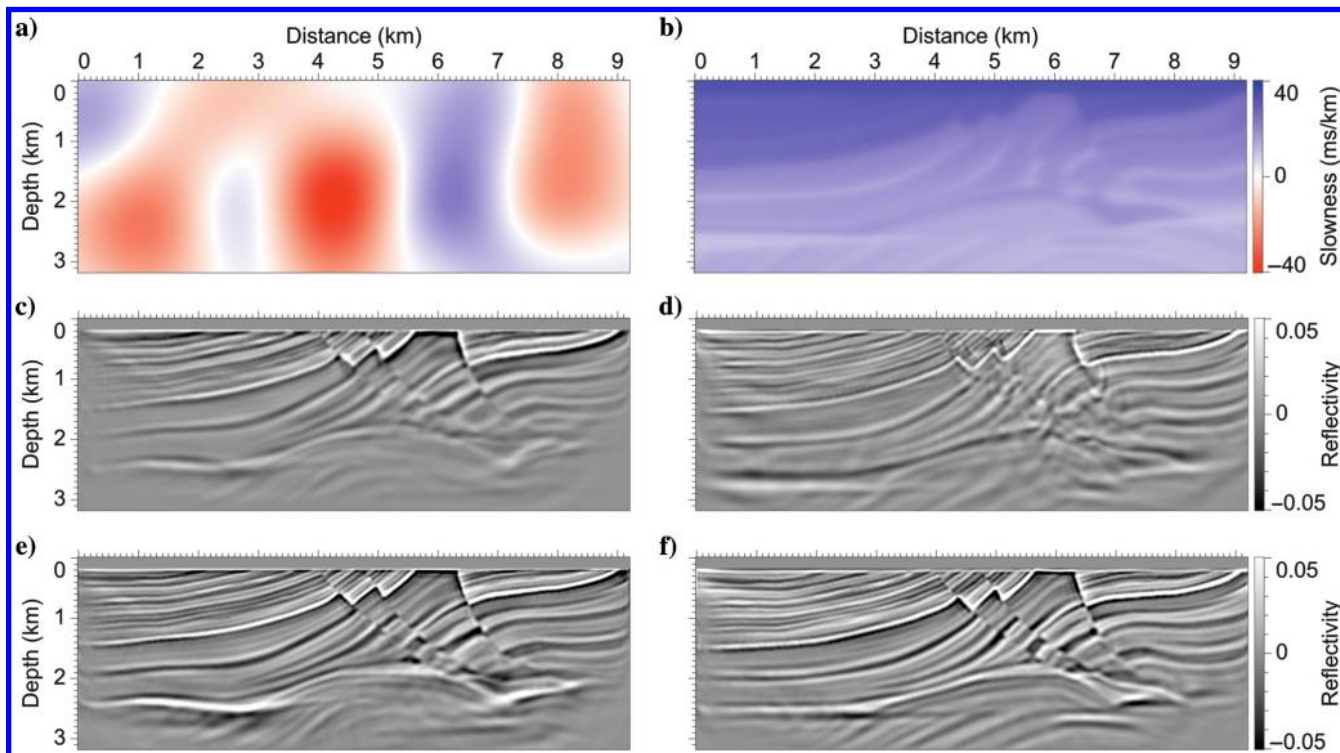 a)
Distance (km)
0 1 2 3 4 5 6 7 8 9
Depth (km)
0
1
2
3
b)
Distance (km)
0 1 2 3 4 5 6 7 8 9
40
0
−40
Slowness (ms/km)
c)
Depth (km)
0
1
2
3
d)
0.05
0
−0.05
Reflectivity
e)
Depth (km)
0
1
2
3
f)
0.05
0
−0.05
Reflectivity